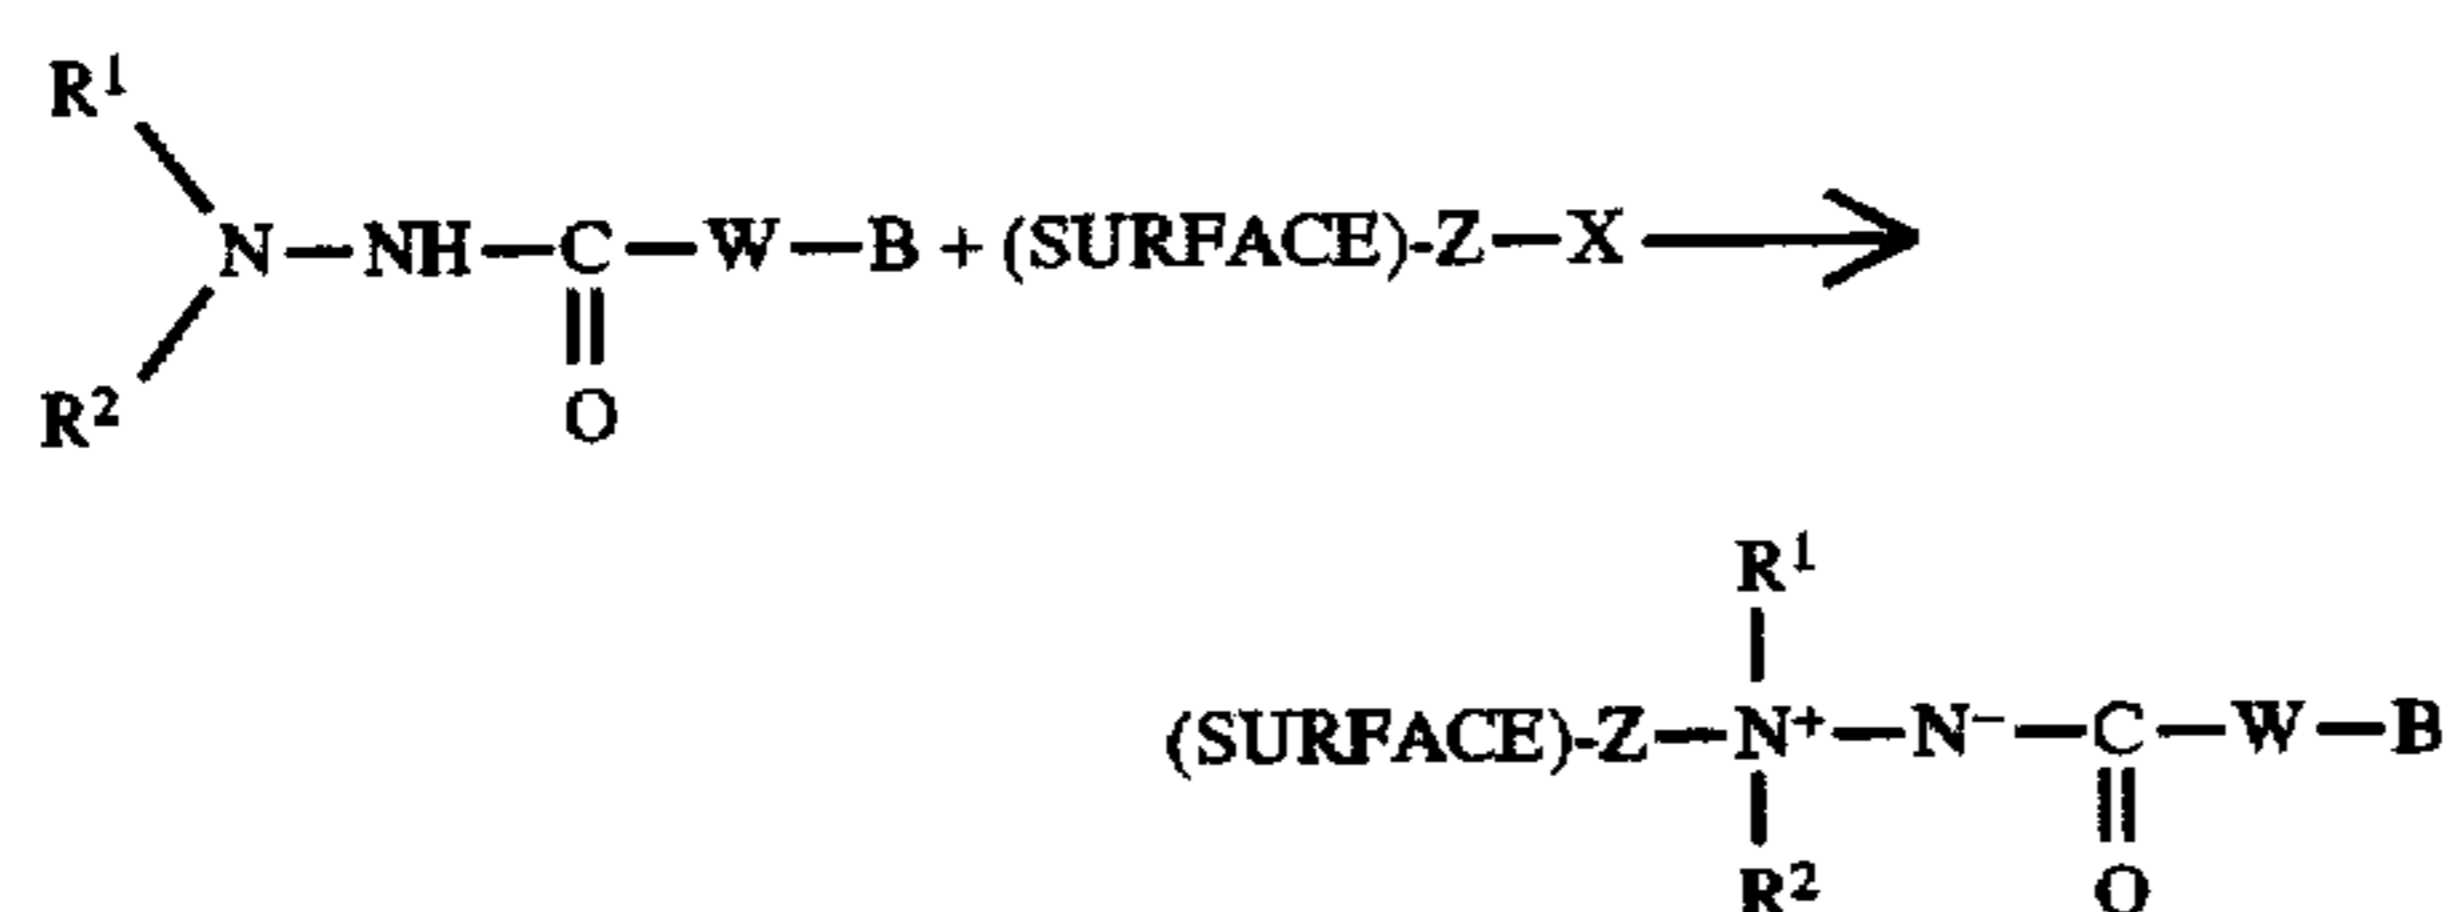 R¹
N—NH—C—W—B + (SURFACE)-Z—X
R²
O
R¹
(SURFACE)-Z—N⁺—N⁻—C—W—B
R²
O